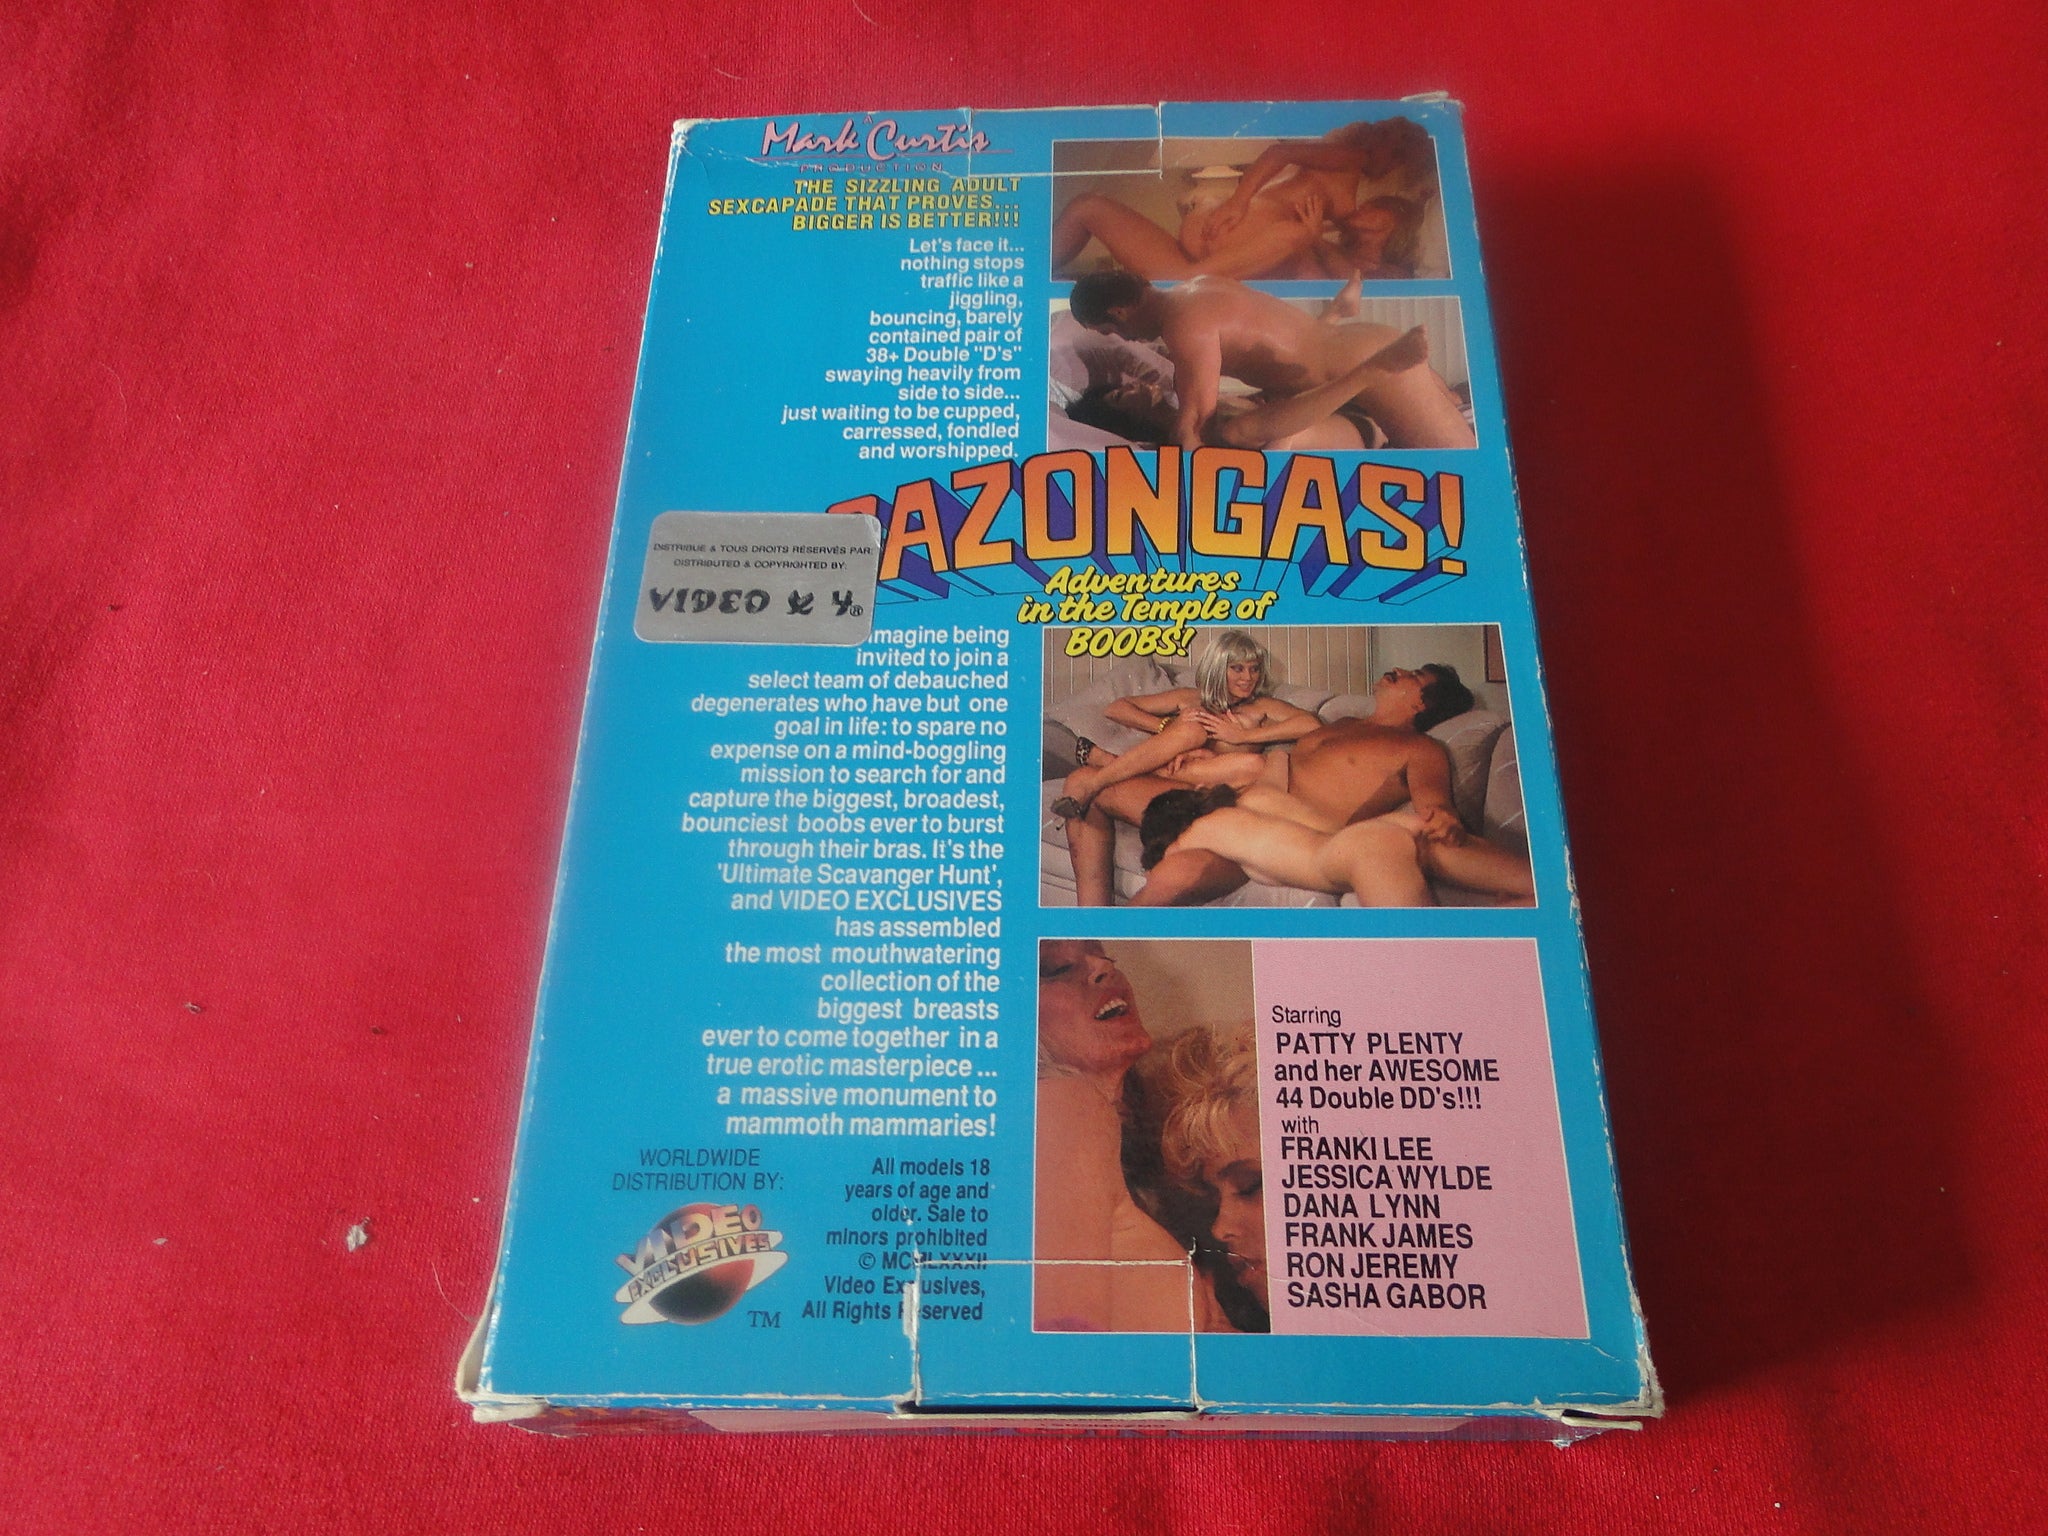 A
Mark Curtis
PRODUCTION
THE SIZZLING ADULT
SEXCAPADE THAT PROVES...
BIGGER IS BETTER!!!
Let's face it...
nothing stops
traffic like a
jiggling,
bouncing, barely
contained pair of
38+ Double "D's"
swaying heavily from
side to side...
just waiting to be cupped,
carressed, fondled
and worshipped.
AZONGAS!
Adventures
in the Temple of
BOOBS!
DISTRIBUE & TOUS DROITS RÉSERVÉS PAR:
DISTRIBUTED & COPYRIGHTED BY:
VIDEO X 4®
Imagine being
invited to join a
select team of debauched
degenerates who have but one
goal in life: to spare no
expense on a mind-boggling
mission to search for and
capture the biggest, broadest,
bounciest boobs ever to burst
through their bras. It's the
'Ultimate Scavanger Hunt',
and VIDEO EXCLUSIVES
has assembled
the most mouthwatering
collection of the
biggest breasts
ever to come together in a
true erotic masterpiece ...
a massive monument to
mammoth mammaries!
WORLDWIDE
DISTRIBUTION BY:
VIDEO
EXCLUSIVES
TM
All models 18
years of age and
older. Sale to
minors prohibited
© MCMLXXXII
Video Exclusives,
All Rights Reserved
Starring
PATTY PLENTY
and her AWESOME
44 Double DD's!!!
with
FRANKI LEE
JESSICA WYLDE
DANA LYNN
FRANK JAMES
RON JEREMY
SASHA GABOR